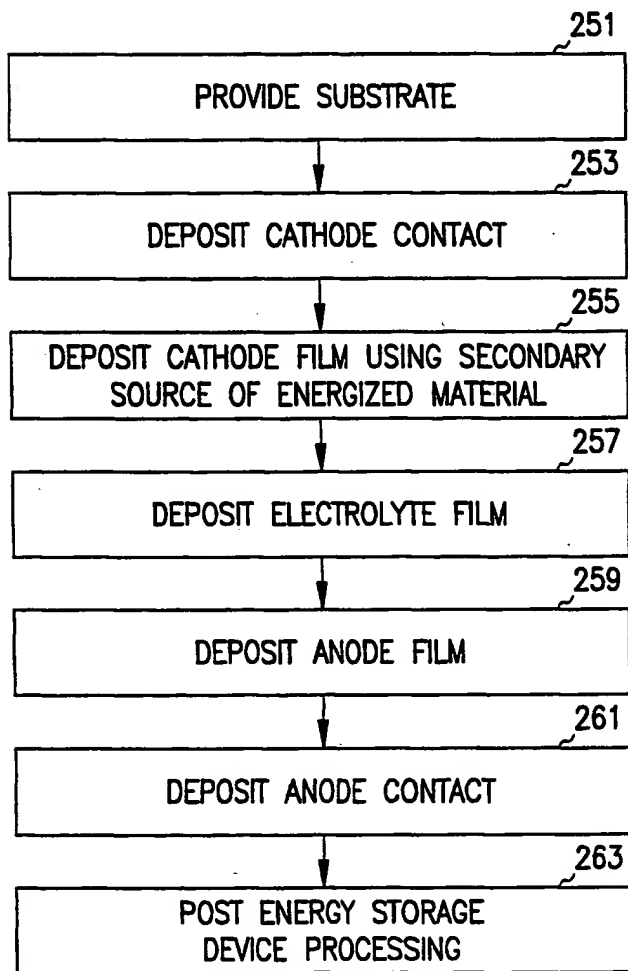 251
PROVIDE SUBSTRATE
253
DEPOSIT CATHODE CONTACT
255
DEPOSIT CATHODE FILM USING SECONDARY
SOURCE OF ENERGIZED MATERIAL
257
DEPOSIT ELECTROLYTE FILM
259
DEPOSIT ANODE FILM
261
DEPOSIT ANODE CONTACT
263
POST ENERGY STORAGE
DEVICE PROCESSING